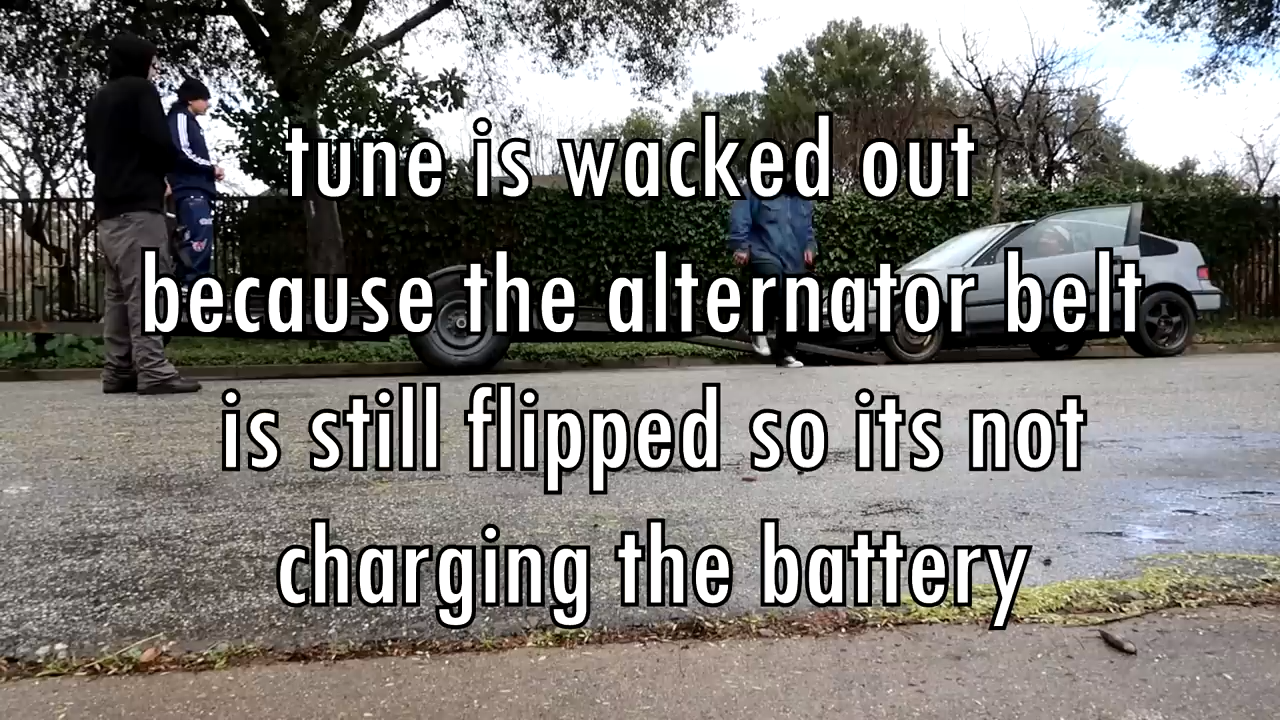 tune is wacked out
because the alternator belt
is still flipped so its not
charging the battery